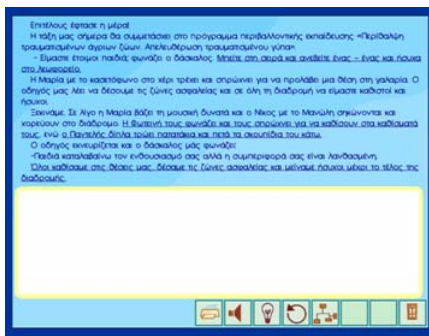 Επιτέλους έφτασε η μέρα!
Η τάξη μας σήμερα θα συμμετάσχει στο πρόγραμμα περιβαλλοντικής εκπαίδευσης «Περίθαλψη
τραυματισμένων άγριων ζώων. Απελευθέρωση τραυματισμένου γύπα».
- Είμαστε έτοιμοι παιδιά; φωνάζει ο δάσκαλος. Μπείτε στη σειρά και ανεβείτε ένας – ένας και ήσυχα
στο λεωφορείο.
Η Μαρία με το κασετόφωνο στο χέρι τρέχει και σπρώχνει για να προλάβει μια θέση στη γαλαρία. Ο
οδηγός μας λέει να δέσουμε τις ζώνες ασφαλείας και σε όλη τη διαδρομή να είμαστε καθιστοί και
ήσυχοι.
Ξεκινάμε. Σε λίγο η Μαρία βάζει τη μουσική δυνατά και ο Νίκος με το Μανώλη σηκώνονται και
χορεύουν στο διάδρομο. Η Φωτεινή τους φωνάζει και τους σπρώχνει για να καθίσουν στα καθίσματά
τους, ενώ ο Παντελής δίπλα τρώει πατατάκια και πετά τα σκουπίδια του κάτω.
Ο οδηγός εκνευρίζεται και ο δάσκαλος μάς φωνάζει:
-Παιδιά καταλαβαίνω τον ενθουσιασμό σας αλλά η συμπεριφορά σας είναι λανθασμένη.
Όλοι καθίσαμε στις θέσεις μας, δέσαμε τις ζώνες ασφαλείας και μείναμε ήσυχοι μέχρι το τέλος της
διαδρομής.